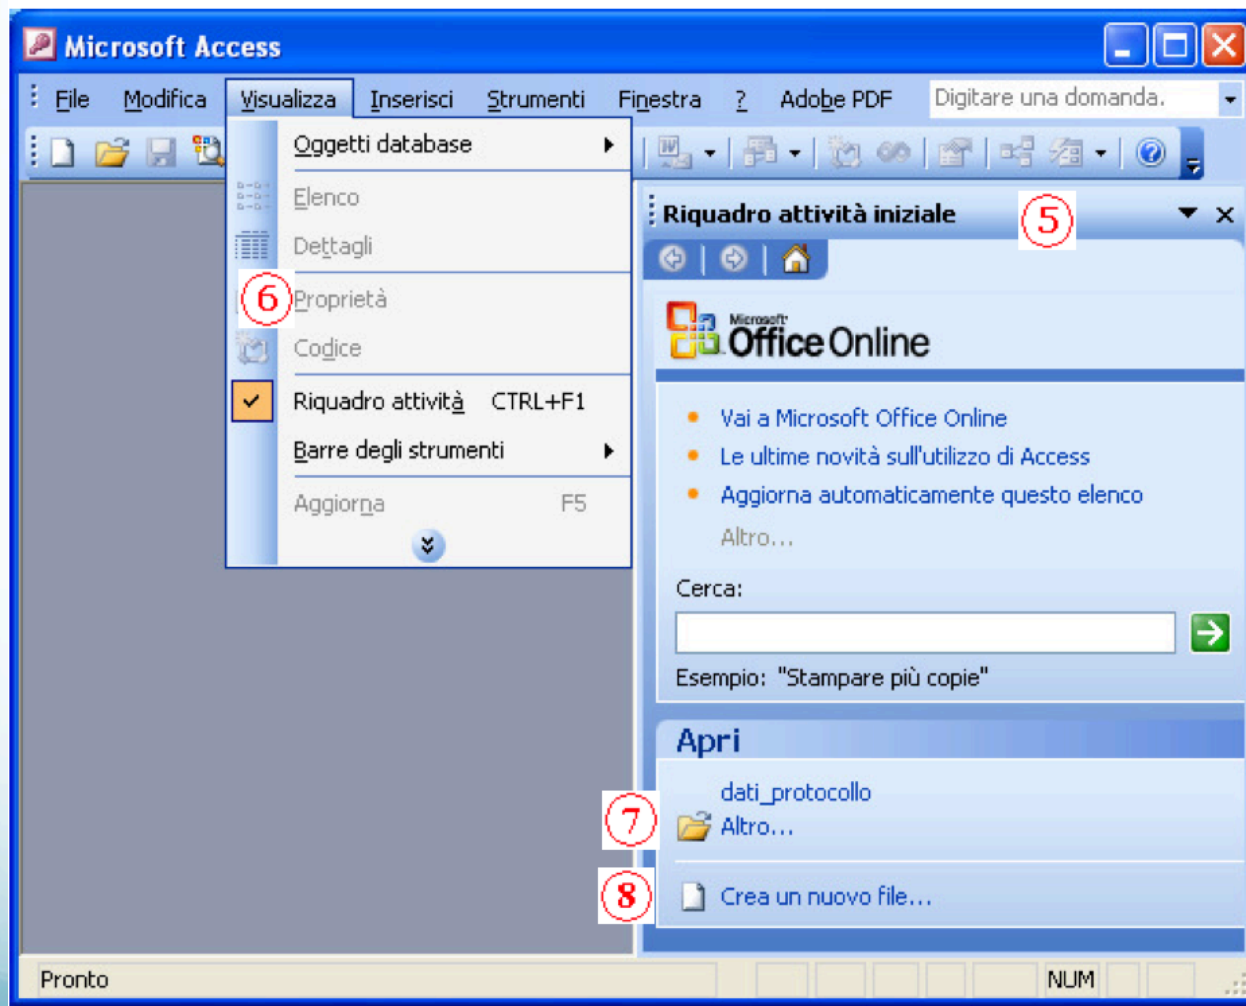 Microsoft Access
File Modifica Visualizza Inserisci Strumenti Finestra ? Adobe PDF Digitare una domanda.
Oggetti database
Elenco
Dettagli
6 Proprietà
Codice
Riquadro attività CTRL+F1
Barre degli strumenti
Aggiorna F5
Riquadro attività iniziale 5
Microsoft
Office Online
Vai a Microsoft Office Online
Le ultime novità sull'utilizzo di Access
Aggiorna automaticamente questo elenco
Altro...
Cerca:
Esempio: "Stampare più copie"
Apri
dati_protocollo
7 Altro...
8 Crea un nuovo file...
Pronto NUM